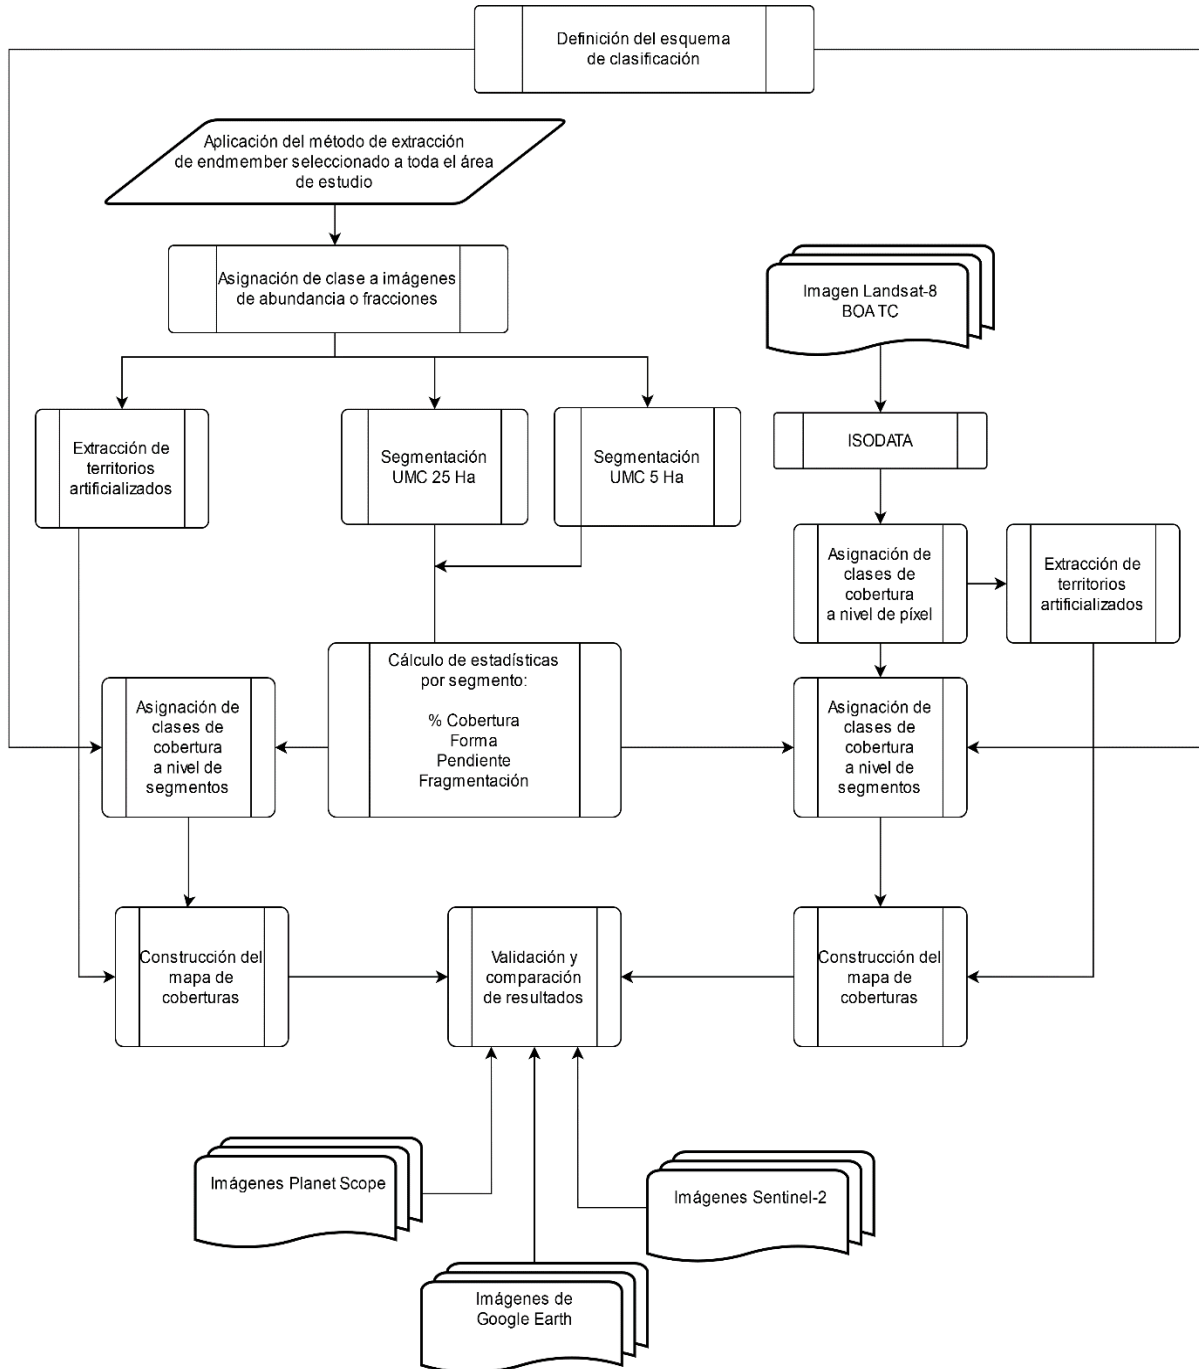 Definición del esquema
de clasificación
Aplicación del método de extracción
de endmember seleccionado a toda el área
de estudio
Asignación de clase a imágenes
de abundancia o fracciones
Imagen Landsat-8
BOA TC
Extracción de
territorios
artificializados
Segmentación
UMC 25 Ha
Segmentación
UMC 5 Ha
ISODATA
Asignación de
clases de
cobertura
a nivel de píxel
Extracción de
territorios
artificializados
Cálculo de estadísticas
por segmento:
% Cobertura
Forma
Pendiente
Fragmentación
Asignación de
clases de
cobertura
a nivel de
segmentos
Asignación de
clases de
cobertura
a nivel de
segmentos
Construcción del
mapa de
coberturas
Validación y
comparación
de resultados
Construcción del
mapa de
coberturas
Imágenes Planet Scope
Imágenes Sentinel-2
Imágenes de
Google Earth